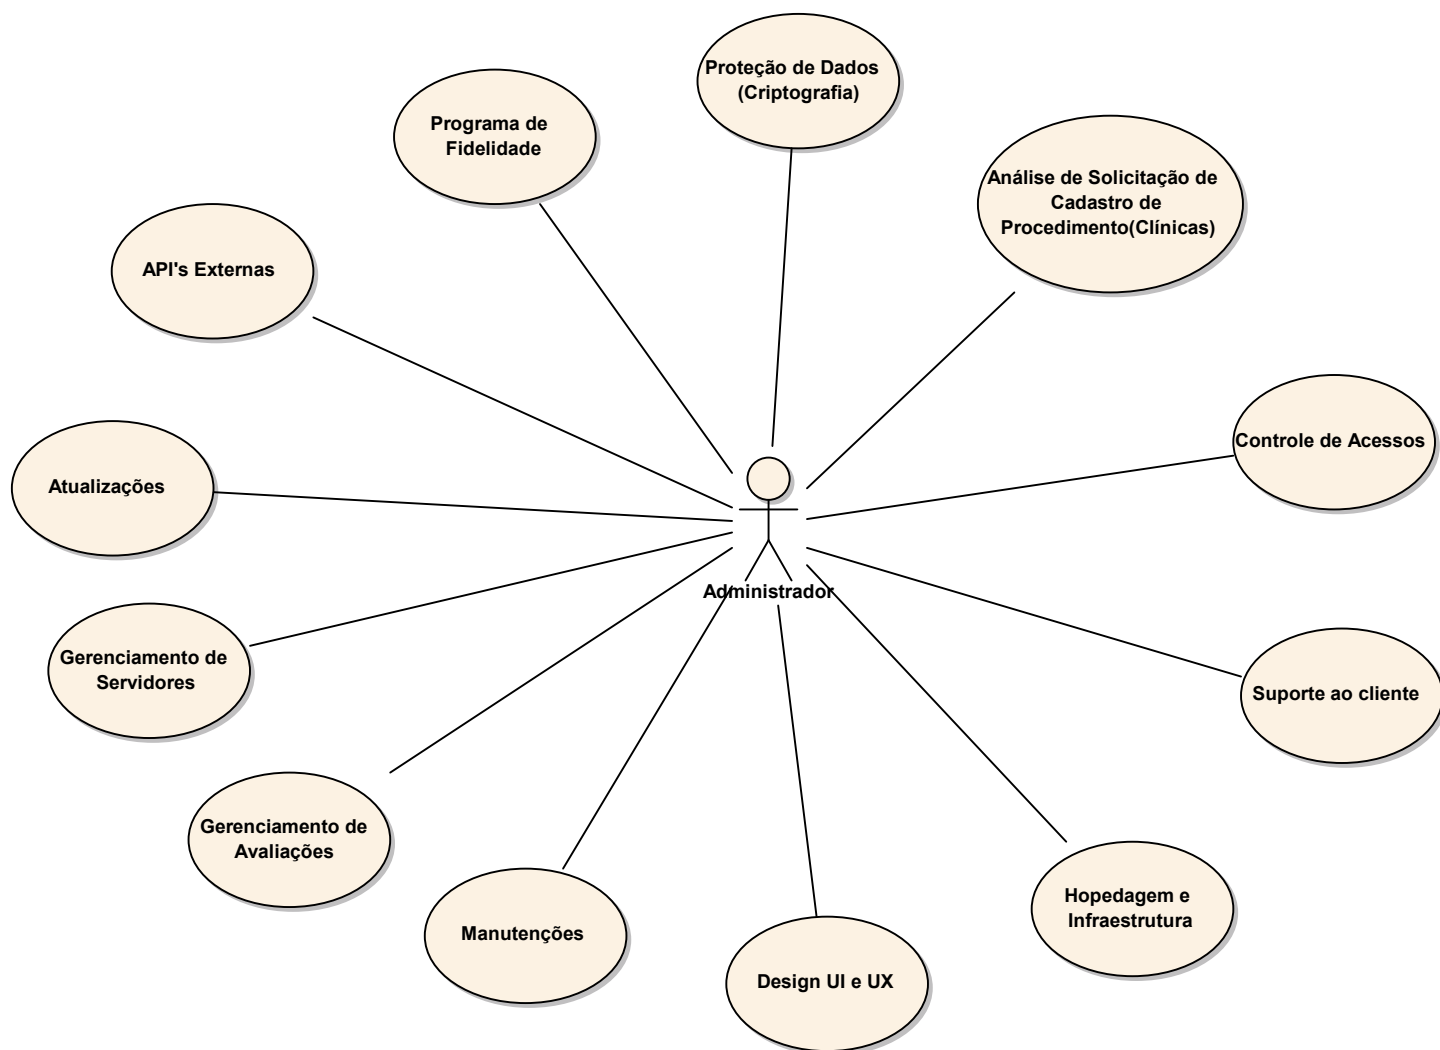 Proteção de Dados
(Criptografia)
Programa de
Fidelidade
Análise de Solicitação de
Cadastro de
Procedimento(Clínicas)
API's Externas
Controle de Acessos
Atualizações
Administrador
Gerenciamento de
Servidores
Suporte ao cliente
Gerenciamento de
Avaliações
Hopedagem e
Infraestrutura
Manutenções
Design UI e UX